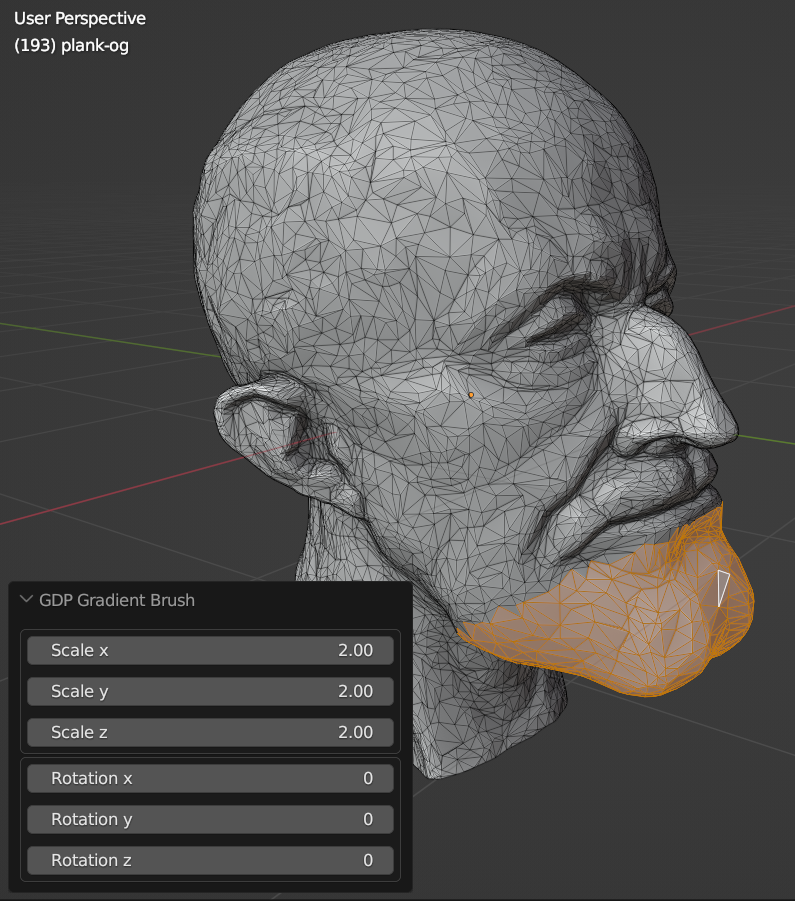 User Perspective
(193) plank-og
GDP Gradient Brush
Scale x 2.00
Scale y 2.00
Scale z 2.00
Rotation x 0
Rotation y 0
Rotation z 0